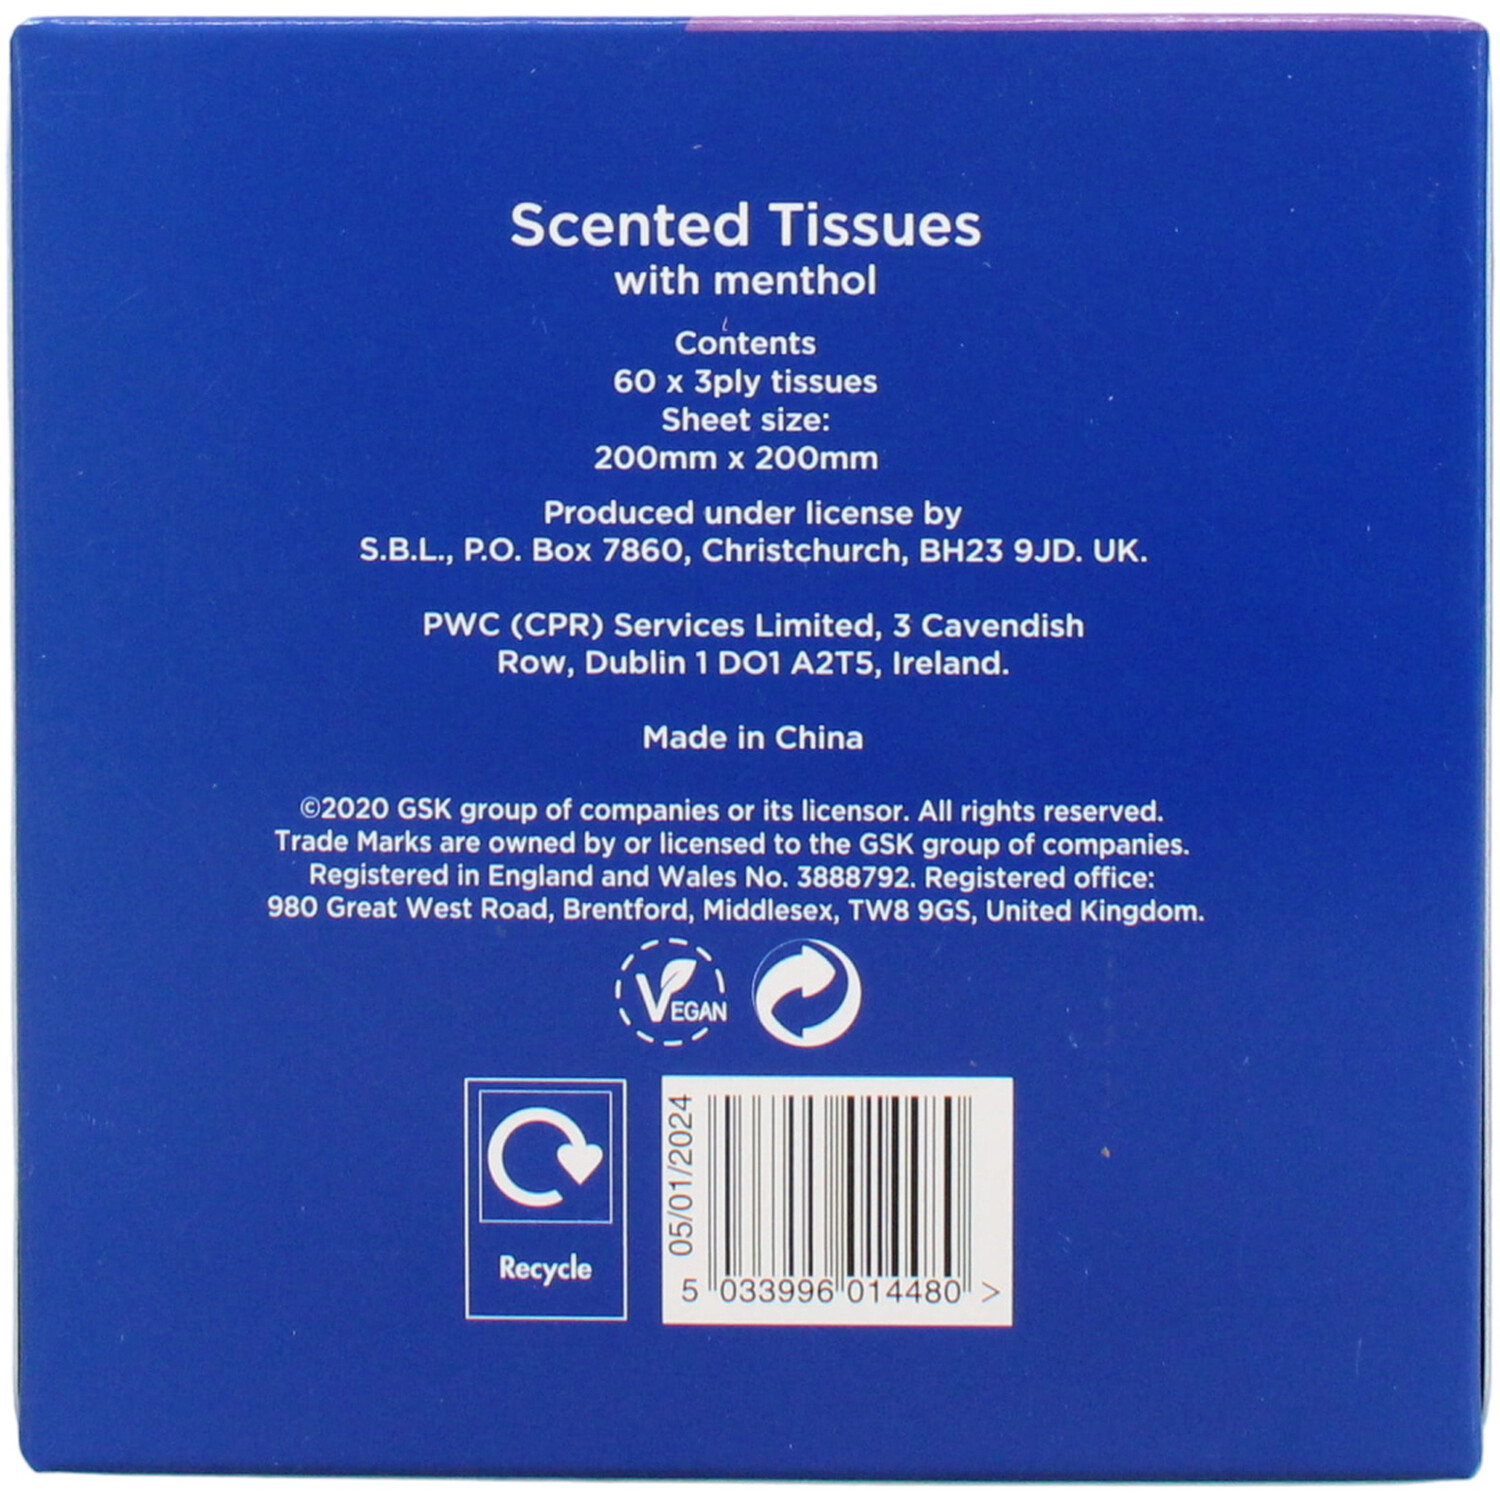 Scented Tissues
with menthol
Contents
60 x 3ply tissues
Sheet size:
200mm x 200mm
Produced under license by
S.B.L., P.O. Box 7860, Christchurch, BH23 9JD. UK.
PWC (CPR) Services Limited, 3 Cavendish
Row, Dublin 1 DO1 A2T5, Ireland.
Made in China
©2020 GSK group of companies or its licensor. All rights reserved.
Trade Marks are owned by or licensed to the GSK group of companies.
Registered in England and Wales No. 3888792. Registered office:
980 Great West Road, Brentford, Middlesex, TW8 9GS, United Kingdom.
VEGAN
Recycle
05/01/2024
5 033996 014480 >